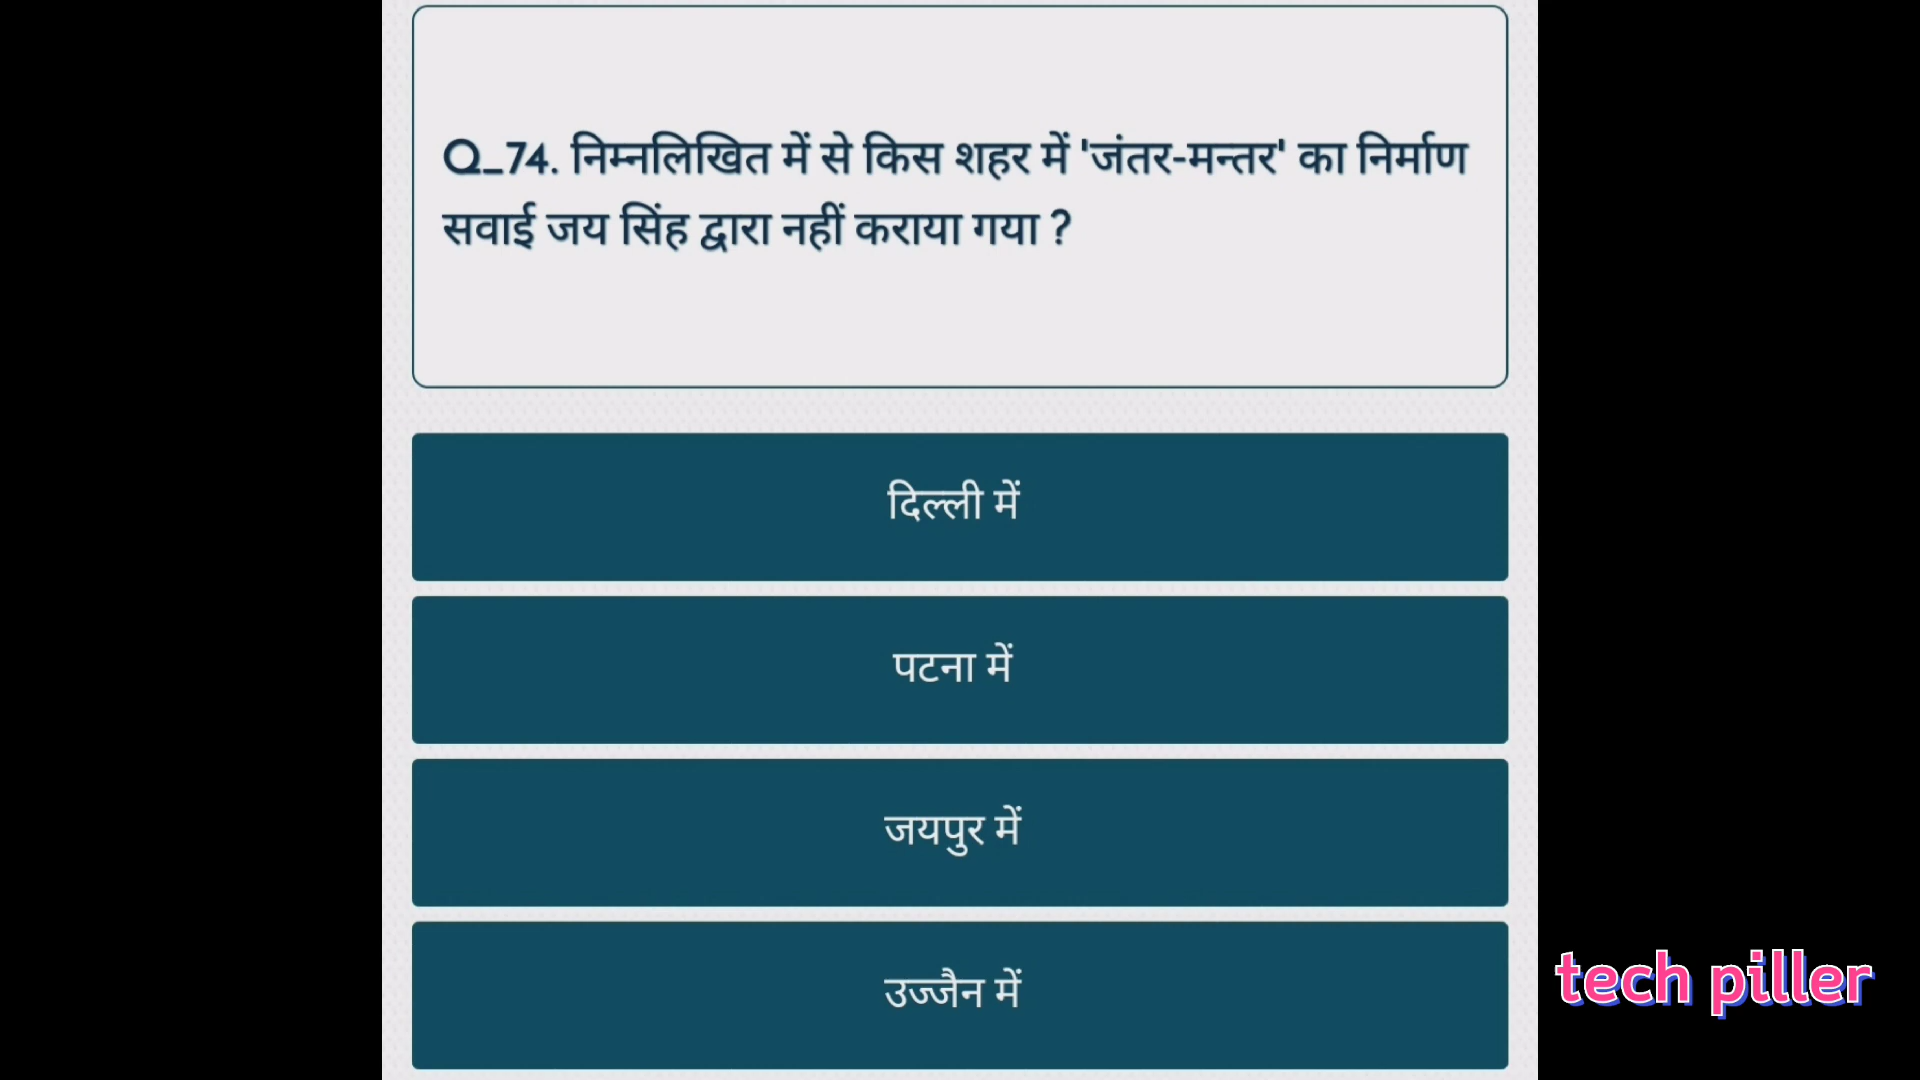 Q_74. निम्नलिखित में से किस शहर में 'जंतर-मन्तर' का निर्माण
सवाई जय सिंह द्वारा नहीं कराया गया ?
दिल्ली में
पटना में
जयपुर में
उज्जैन में
tech piller